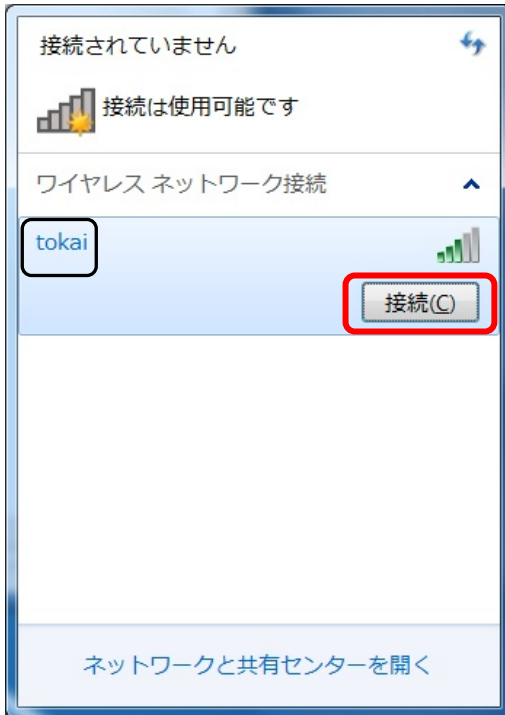 接続されていません
接続は使用可能です
ワイヤレス ネットワーク接続
tokai
接続(C)
ネットワークと共有センターを開く